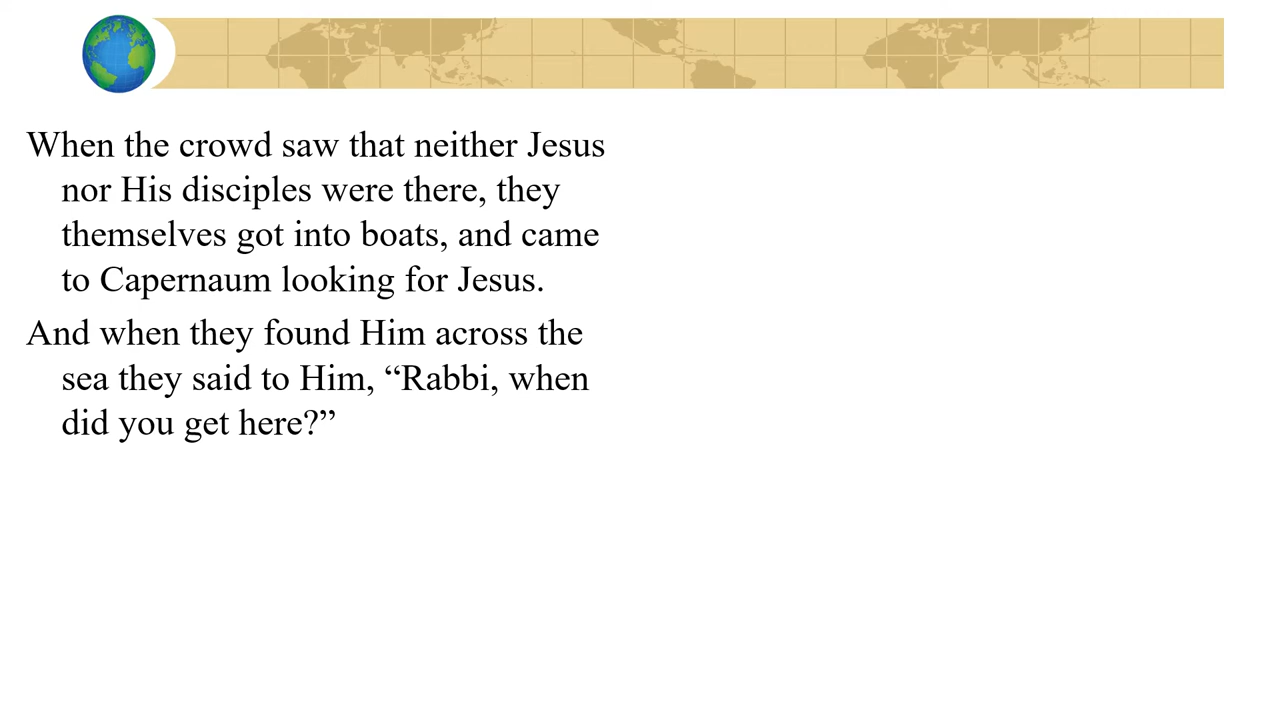 When the crowd saw that neither Jesus
nor His disciples were there, they
themselves got into boats, and came
to Capernaum looking for Jesus.
And when they found Him across the
sea they said to Him, “Rabbi, when
did you get here?”